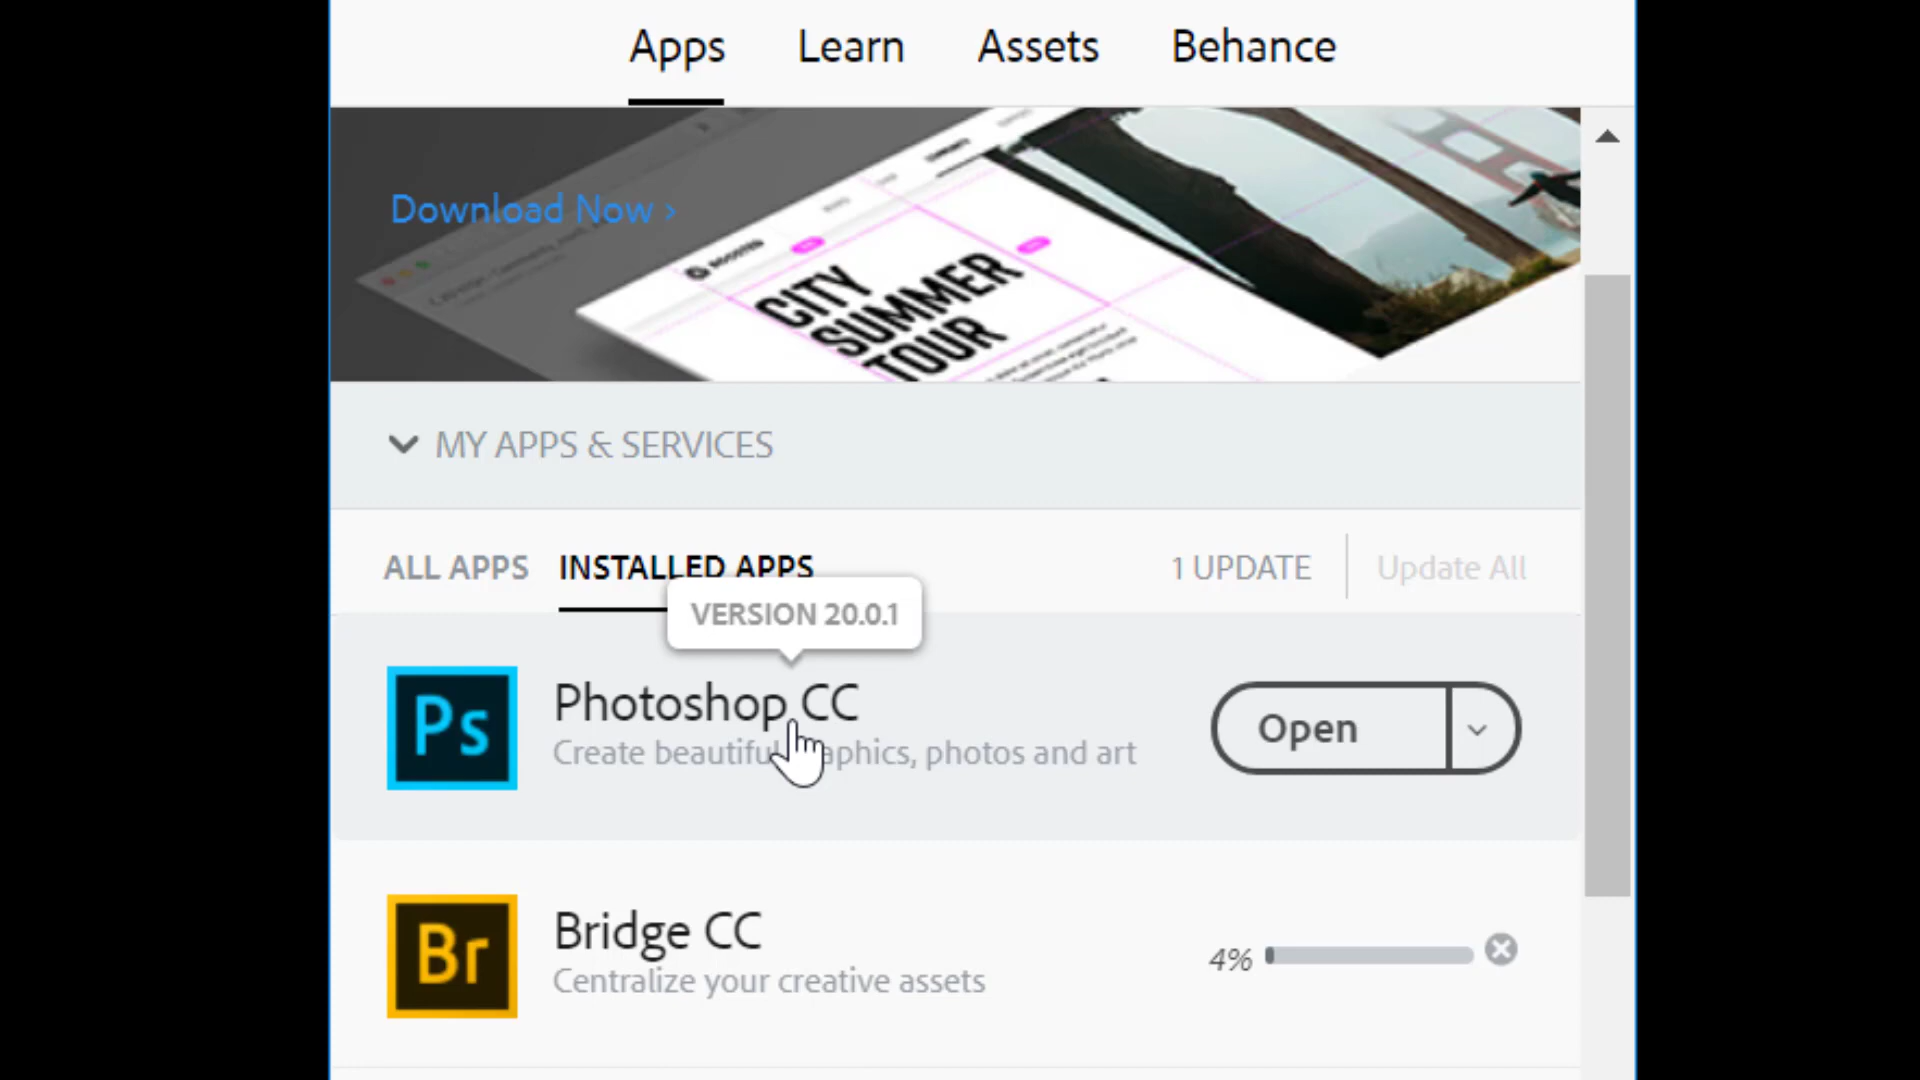 Apps Learn Assets Behance
Download Now ›
CITY
SUMMER
TOUR
MY APPS & SERVICES
ALL APPS INSTALLED APPS 1 UPDATE Update All
VERSION 20.0.1
Ps Photoshop CC Open
Create beautiful graphics, photos and art
Br Bridge CC 4%
Centralize your creative assets